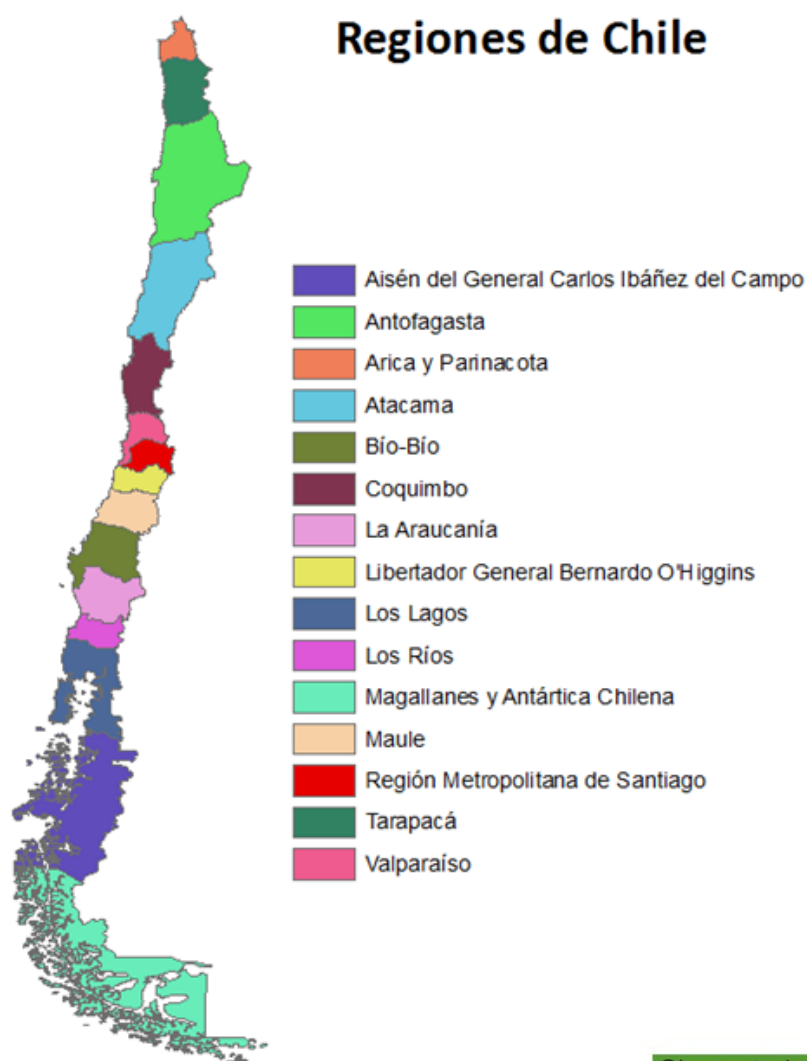 Regiones de Chile
Aisén del General Carlos Ibáñez del Campo
Antofagasta
Arica y Parinacota
Atacama
Bío-Bío
Coquimbo
La Araucanía
Libertador General Bernardo O'Higgins
Los Lagos
Los Ríos
Magallanes y Antártica Chilena
Maule
Región Metropolitana de Santiago
Tarapacá
Valparaíso